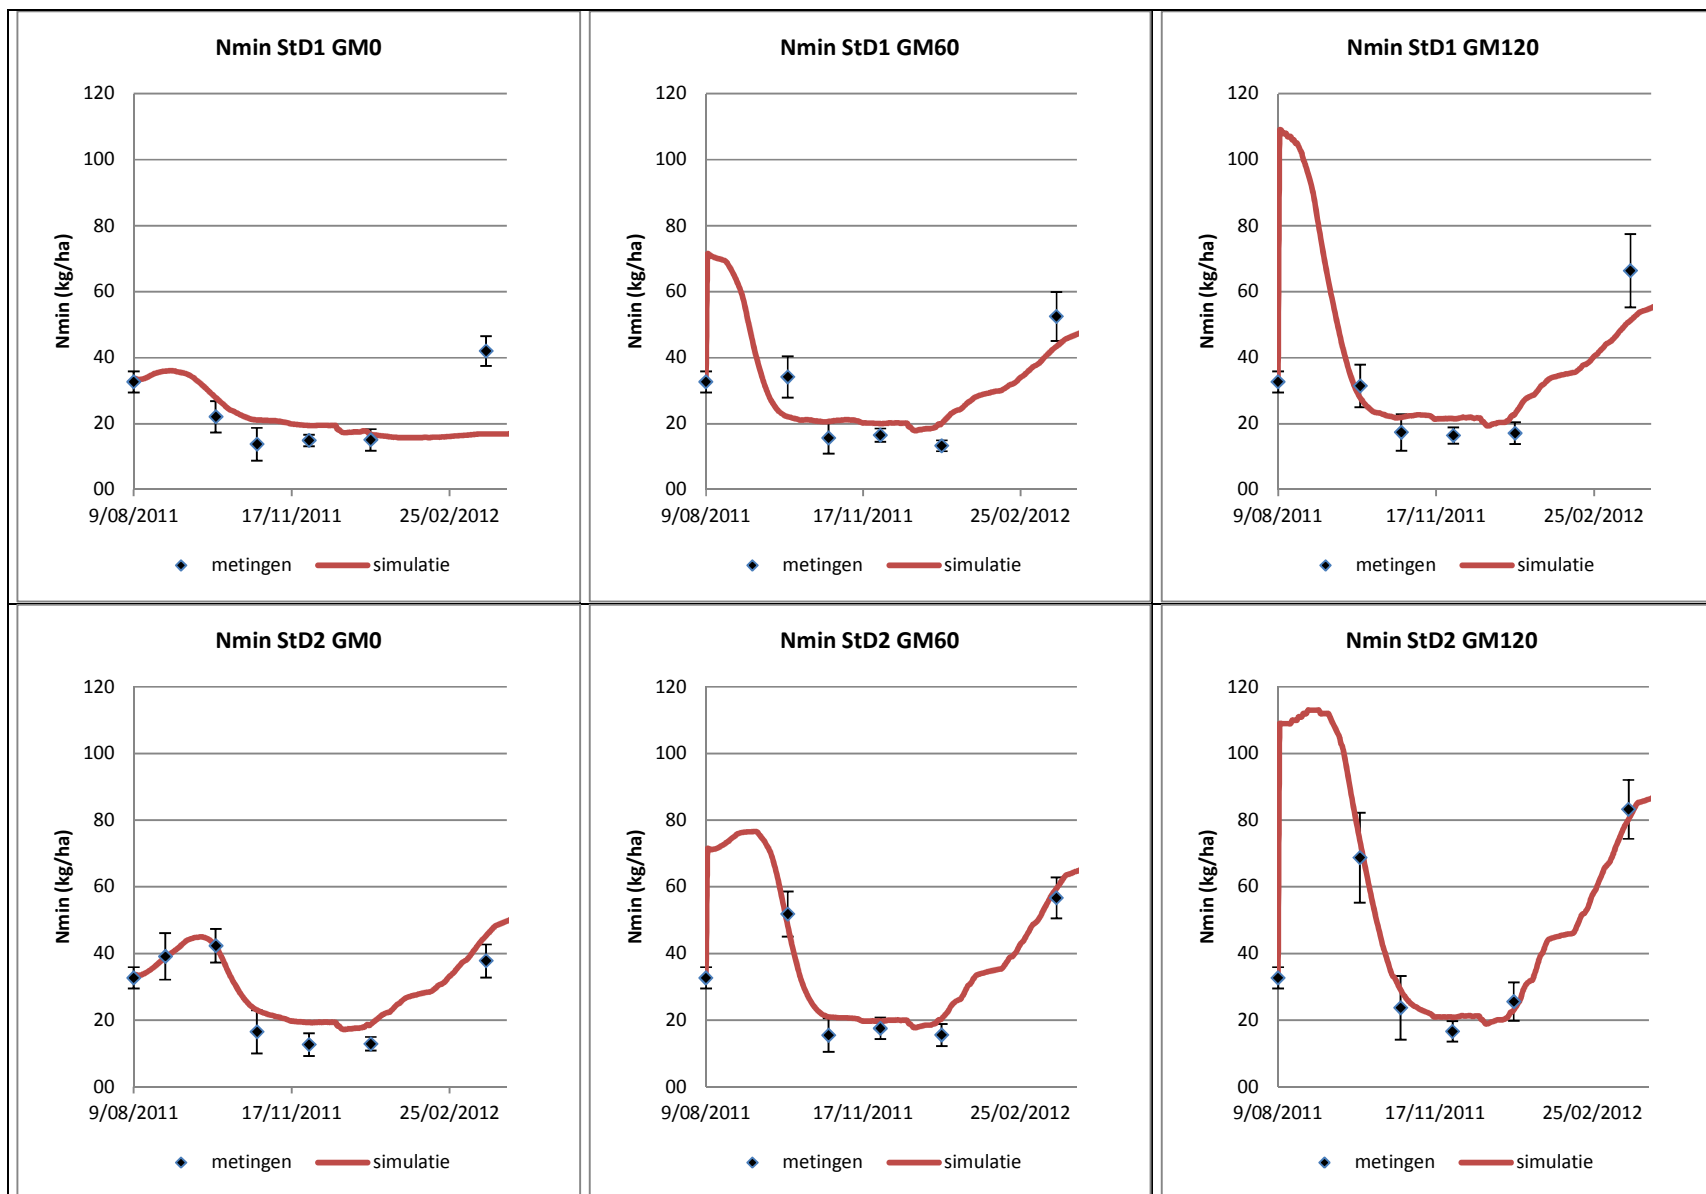 Nmin StD1 GM0
Nmin (kg/ha)
120
100
80
60
40
20
00
9/08/2011 17/11/2011 25/02/2012
metingen simulatie
Nmin StD1 GM60
Nmin (kg/ha)
120
100
80
60
40
20
00
9/08/2011 17/11/2011 25/02/2012
metingen simulatie
Nmin StD1 GM120
Nmin (kg/ha)
120
100
80
60
40
20
00
9/08/2011 17/11/2011 25/02/2012
metingen simulatie
Nmin StD2 GM0
Nmin (kg/ha)
120
100
80
60
40
20
00
9/08/2011 17/11/2011 25/02/2012
metingen simulatie
Nmin StD2 GM60
Nmin (kg/ha)
120
100
80
60
40
20
00
9/08/2011 17/11/2011 25/02/2012
metingen simulatie
Nmin StD2 GM120
Nmin (kg/ha)
120
100
80
60
40
20
00
9/08/2011 17/11/2011 25/02/2012
metingen simulatie